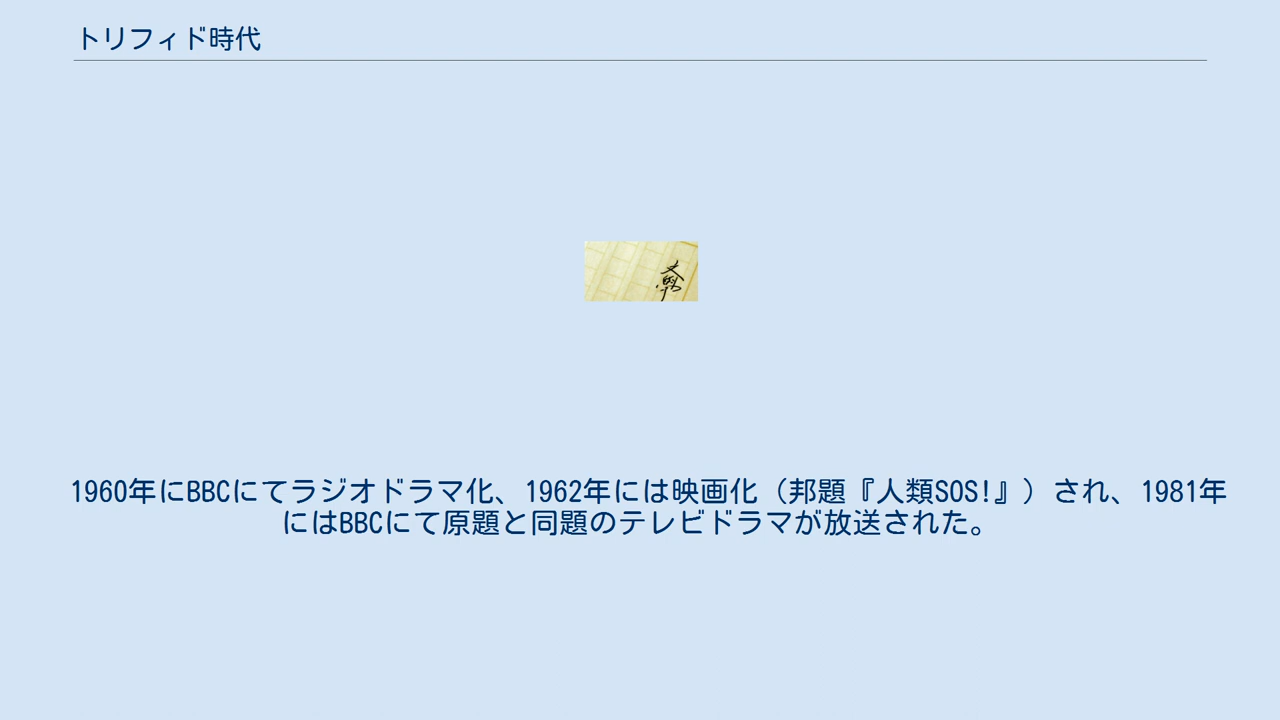 トリフィド時代
1960年にBBCにてラジオドラマ化、1962年には映画化（邦題『人類SOS!』）され、1981年
にはBBCにて原題と同題のテレビドラマが放送された。